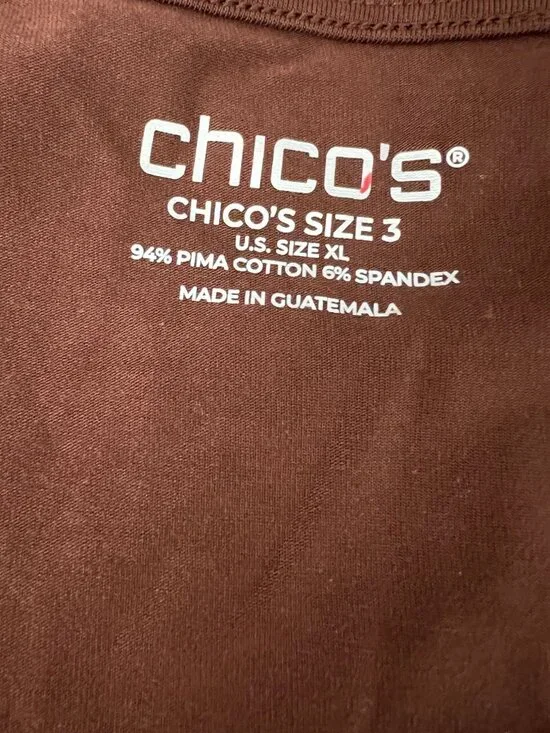 chico's®
CHICO'S SIZE 3
U.S. SIZE XL
94% PIMA COTTON 6% SPANDEX
MADE IN GUATEMALA